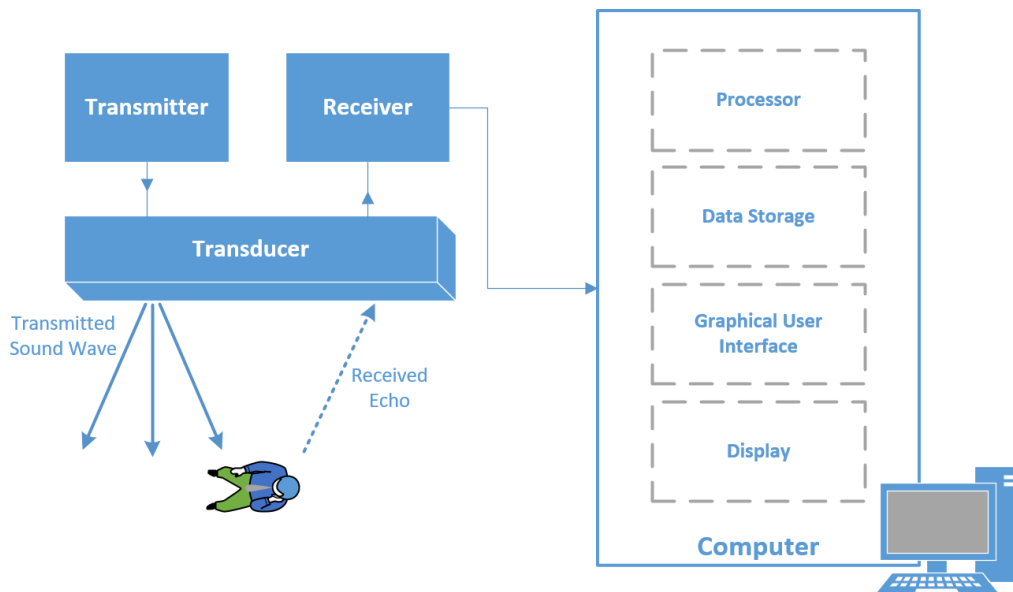 Transmitter
Receiver
Transducer
Transmitted
Sound Wave
Received
Echo
Processor
Data Storage
Graphical User
Interface
Display
Computer